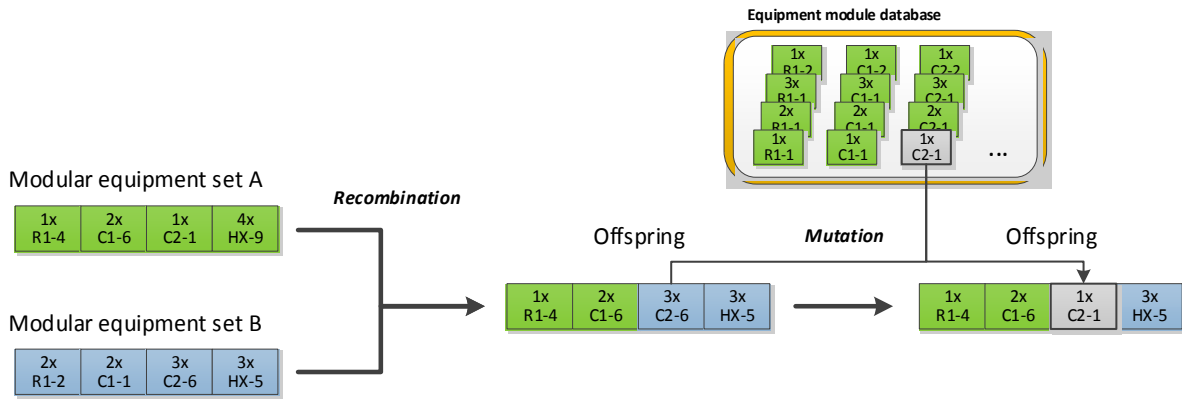 Equipment module database
1x 1x 1x
R1-2 C1-2 C2-2
3x 3x 3x
R1-1 C1-1 C2-1
2x 2x 2x
R1-1 C1-1 C2-1
1x 1x 1x
R1-1 C1-1 C2-1
...
Modular equipment set A
1x 2x 1x 4x
R1-4 C1-6 C2-1 HX-9
Recombination
Modular equipment set B
2x 2x 3x 3x
R1-2 C1-1 C2-6 HX-5
Offspring
1x 2x 3x 3x
R1-4 C1-6 C2-6 HX-5
Mutation
Offspring
1x 2x 1x 3x
R1-4 C1-6 C2-1 HX-5